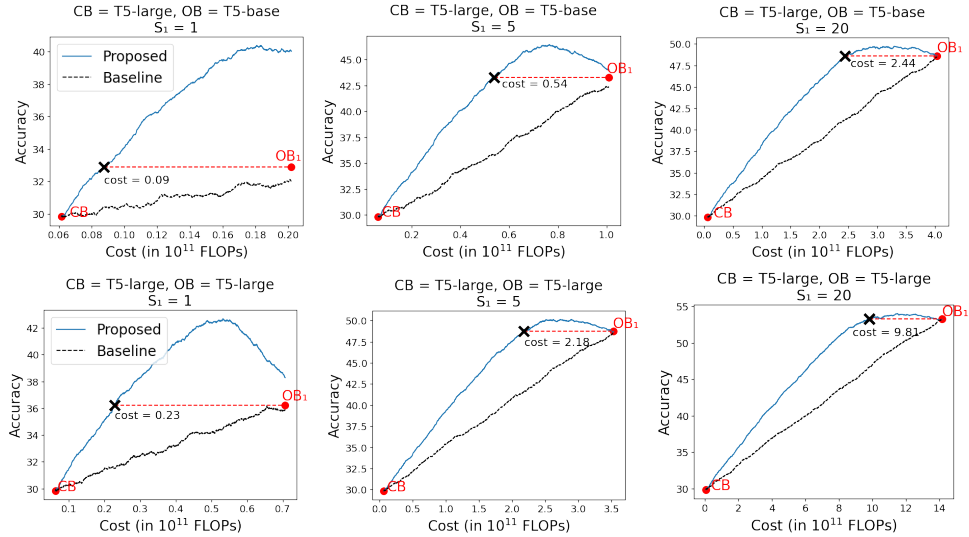 CB = T5-large, OB = T5-base
S₁ = 1
Accuracy
40
38
36
34
32
30
Proposed
Baseline
OB₁
cost = 0.09
CB
0.06 0.08 0.10 0.12 0.14 0.16 0.18 0.20
Cost (in 10¹¹ FLOPs)
CB = T5-large, OB = T5-base
S₁ = 5
Accuracy
45.0
42.5
40.0
37.5
35.0
32.5
30.0
OB₁
cost = 0.54
CB
0.2 0.4 0.6 0.8 1.0
Cost (in 10¹¹ FLOPs)
CB = T5-large, OB = T5-base
S₁ = 20
Accuracy
50.0
47.5
45.0
42.5
40.0
37.5
35.0
32.5
30.0
OB₁
cost = 2.44
CB
0.0 0.5 1.0 1.5 2.0 2.5 3.0 3.5 4.0
Cost (in 10¹¹ FLOPs)
CB = T5-large, OB = T5-large
S₁ = 1
Accuracy
42
40
38
36
34
32
30
Proposed
Baseline
OB₁
cost = 0.23
CB
0.1 0.2 0.3 0.4 0.5 0.6 0.7
Cost (in 10¹¹ FLOPs)
CB = T5-large, OB = T5-large
S₁ = 5
Accuracy
50.0
47.5
45.0
42.5
40.0
37.5
35.0
32.5
30.0
OB₁
cost = 2.18
CB
0.0 0.5 1.0 1.5 2.0 2.5 3.0 3.5
Cost (in 10¹¹ FLOPs)
CB = T5-large, OB = T5-large
S₁ = 20
Accuracy
55
50
45
40
35
30
OB₁
cost = 9.81
CB
0 2 4 6 8 10 12 14
Cost (in 10¹¹ FLOPs)